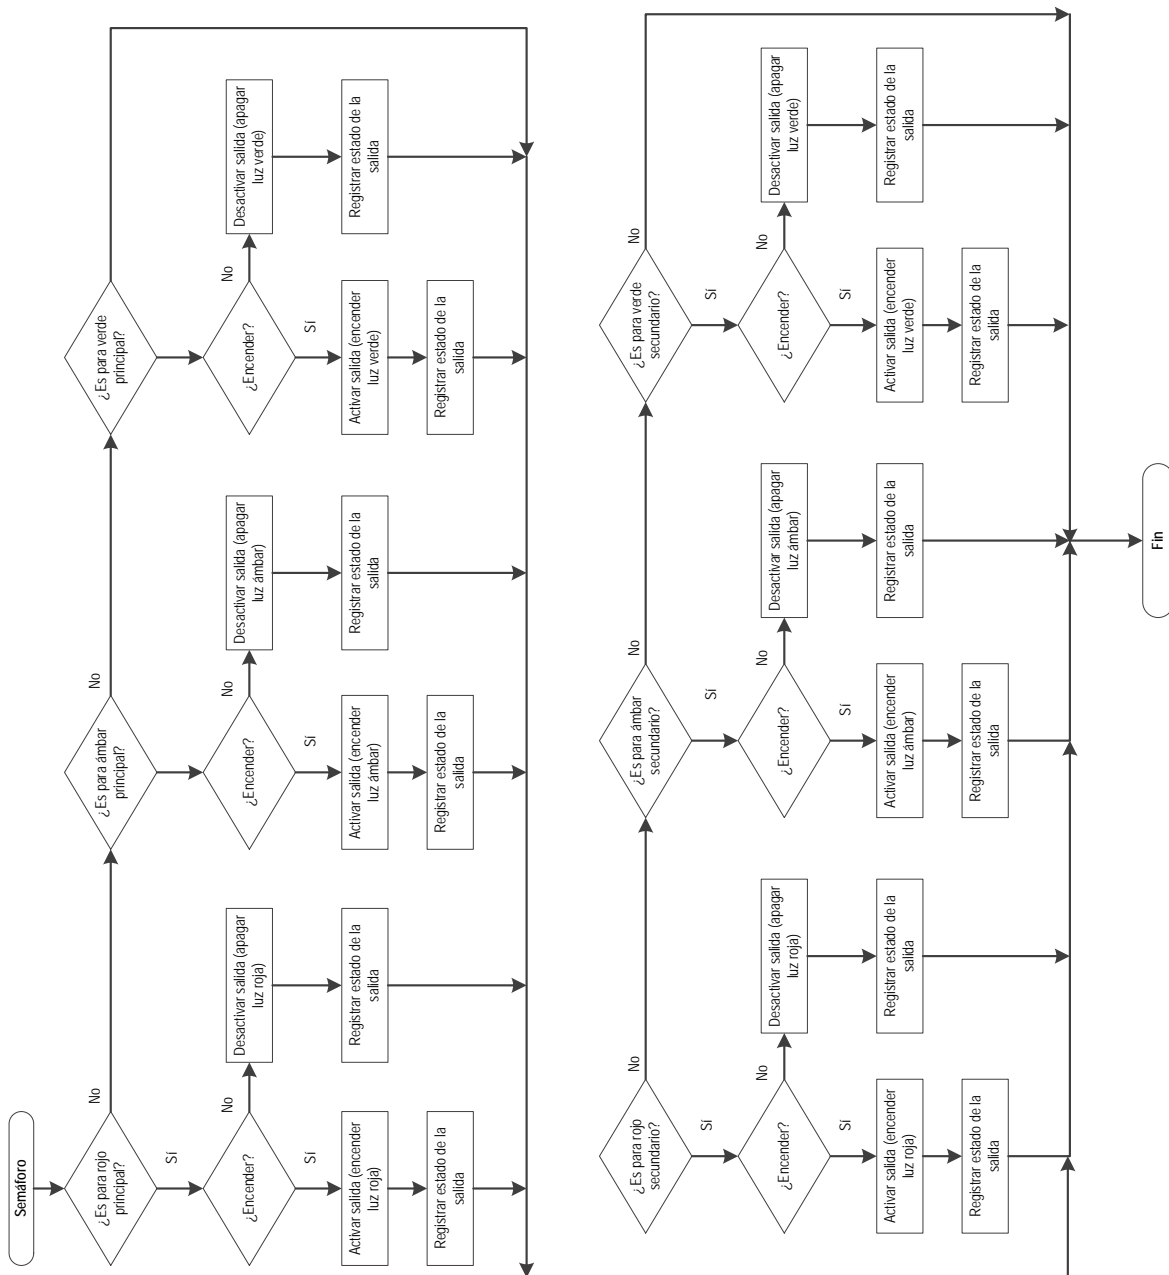 Semáforo
¿Es para rojo
principal?
No
Sí
¿Encender?
No
Sí
Desactivar salida (apagar
luz roja)
Registrar estado de la
salida
Activar salida (encender
luz roja)
Registrar estado de la
salida
¿Es para ámbar
principal?
No
¿Encender?
No
Sí
Desactivar salida (apagar
luz ámbar)
Registrar estado de la
salida
Activar salida (encender
luz ámbar)
Registrar estado de la
salida
¿Es para verde
principal?
¿Encender?
No
Sí
Desactivar salida (apagar
luz verde)
Registrar estado de la
salida
Activar salida (encender
luz verde)
Registrar estado de la
salida
¿Es para rojo
secundario?
No
Sí
¿Encender?
No
Sí
Desactivar salida (apagar
luz roja)
Registrar estado de la
salida
Activar salida (encender
luz roja)
Registrar estado de la
salida
¿Es para ámbar
secundario?
No
Sí
¿Encender?
No
Sí
Desactivar salida (apagar
luz ámbar)
Registrar estado de la
salida
Activar salida (encender
luz ámbar)
Registrar estado de la
salida
¿Es para verde
secundario?
No
Sí
¿Encender?
No
Sí
Desactivar salida (apagar
luz verde)
Registrar estado de la
salida
Activar salida (encender
luz verde)
Registrar estado de la
salida
Fin